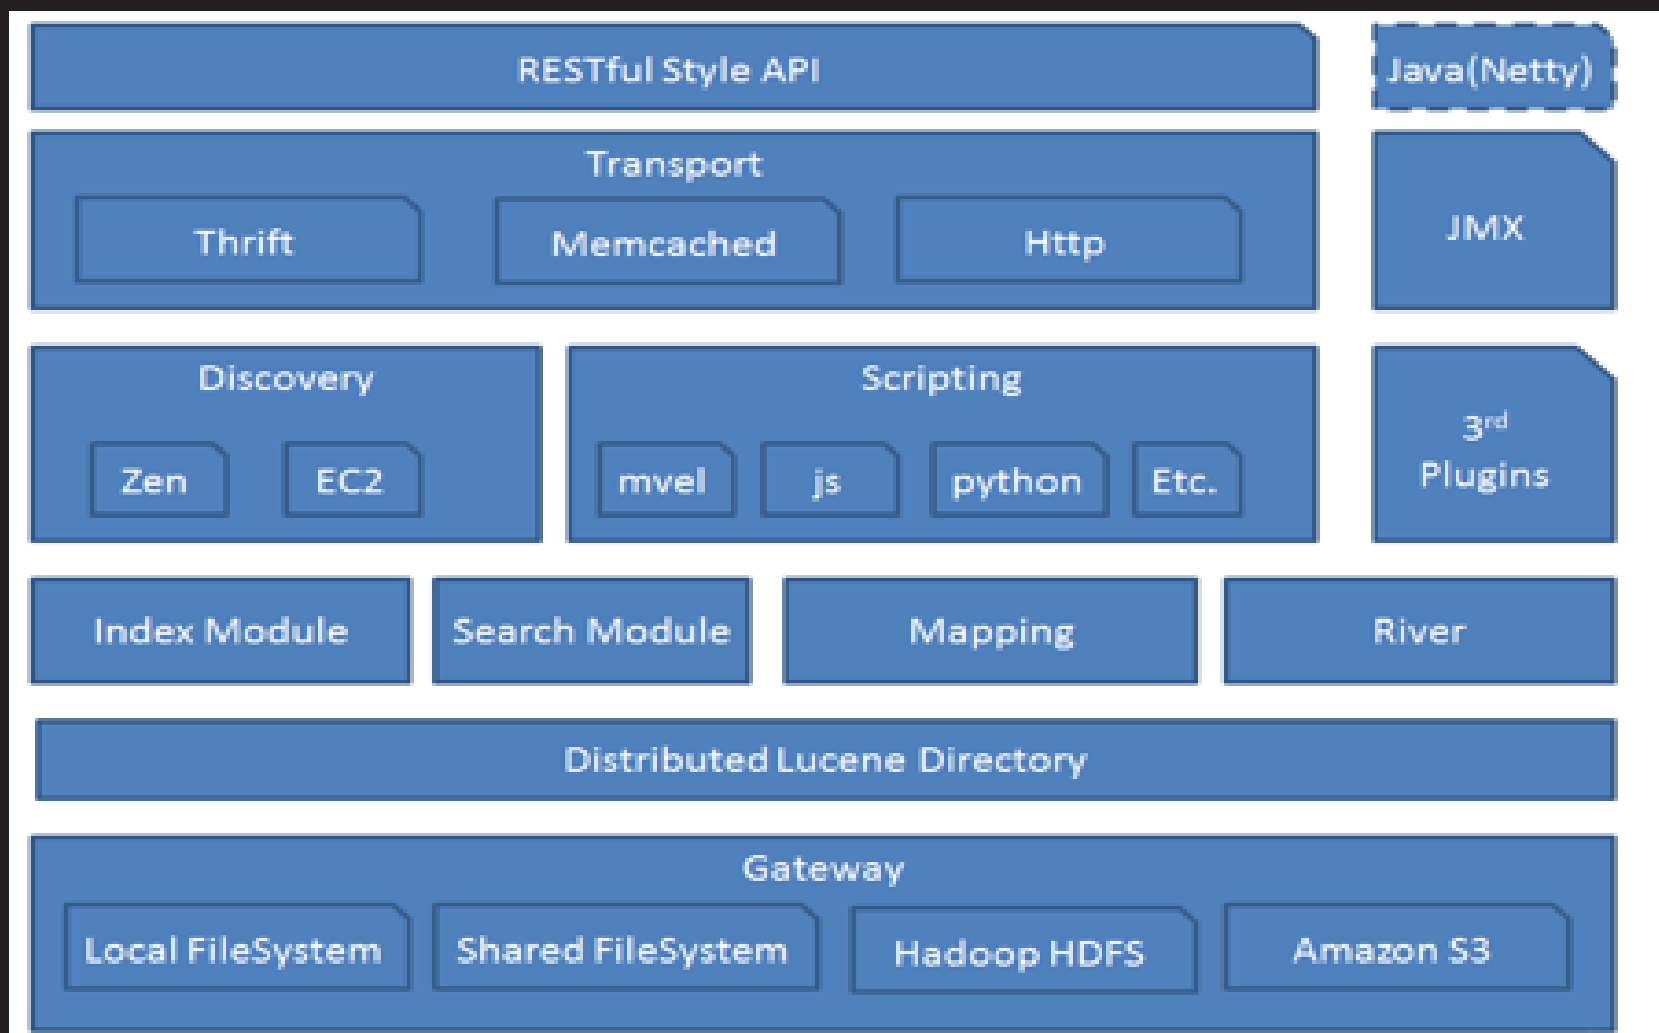 RESTful Style API
Java(Netty)
Transport
Thrift
Memcached
Http
JMX
Discovery
Zen
EC2
Scripting
mvel
js
python
Etc.
3rd
Plugins
Index Module
Search Module
Mapping
River
Distributed Lucene Directory
Gateway
Local FileSystem
Shared FileSystem
Hadoop HDFS
Amazon S3